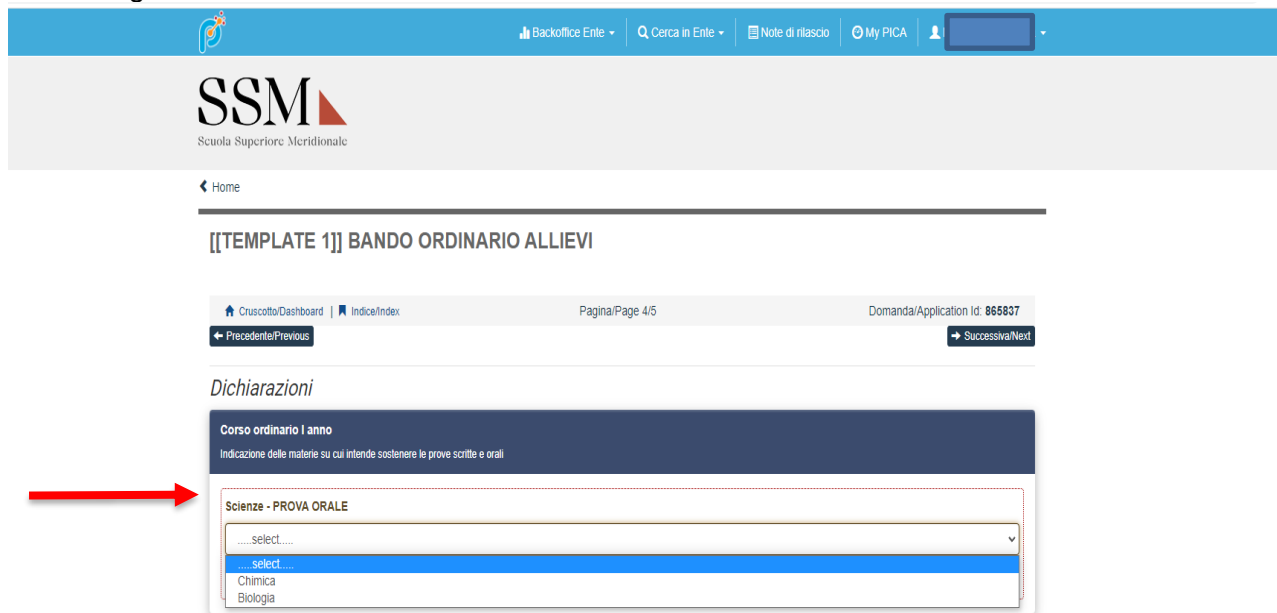 Backoffice Ente Cerca in Ente Note di rilascio My PICA
SSM
Scuola Superiore Meridionale
Home
[[TEMPLATE 1]] BANDO ORDINARIO ALLIEVI
Cruscotto/Dashboard | Indice/Index Pagina/Page 4/5 Domanda/Application Id: 865837
Precedente/Previous Successiva/Next
Dichiarazioni
Corso ordinario I anno
Indicazione delle materie su cui intende sostenere le prove scritte e orali
Scienze - PROVA ORALE
.....select.....
.....select.....
Chimica
Biologia